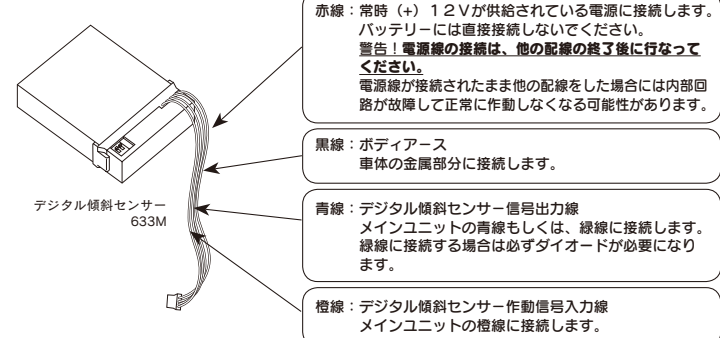 赤線：常時（+）１２Ｖが供給されている電源に接続します。
バッテリーには直接接続しないでください。
警告！電源線の接続は、他の配線の終了後に行なって
ください。
電源線が接続されたまま他の配線をした場合には内部回
路が故障して正常に作動しなくなる可能性があります。
黒線：ボディアース
車体の金属部分に接続します。
デジタル傾斜センサー
633M
青線：デジタル傾斜センサー信号出力線
メインユニットの青線もしくは、緑線に接続します。
緑線に接続する場合は必ずダイオードが必要になり
ます。
橙線：デジタル傾斜センサー作動信号入力線
メインユニットの橙線に接続します。